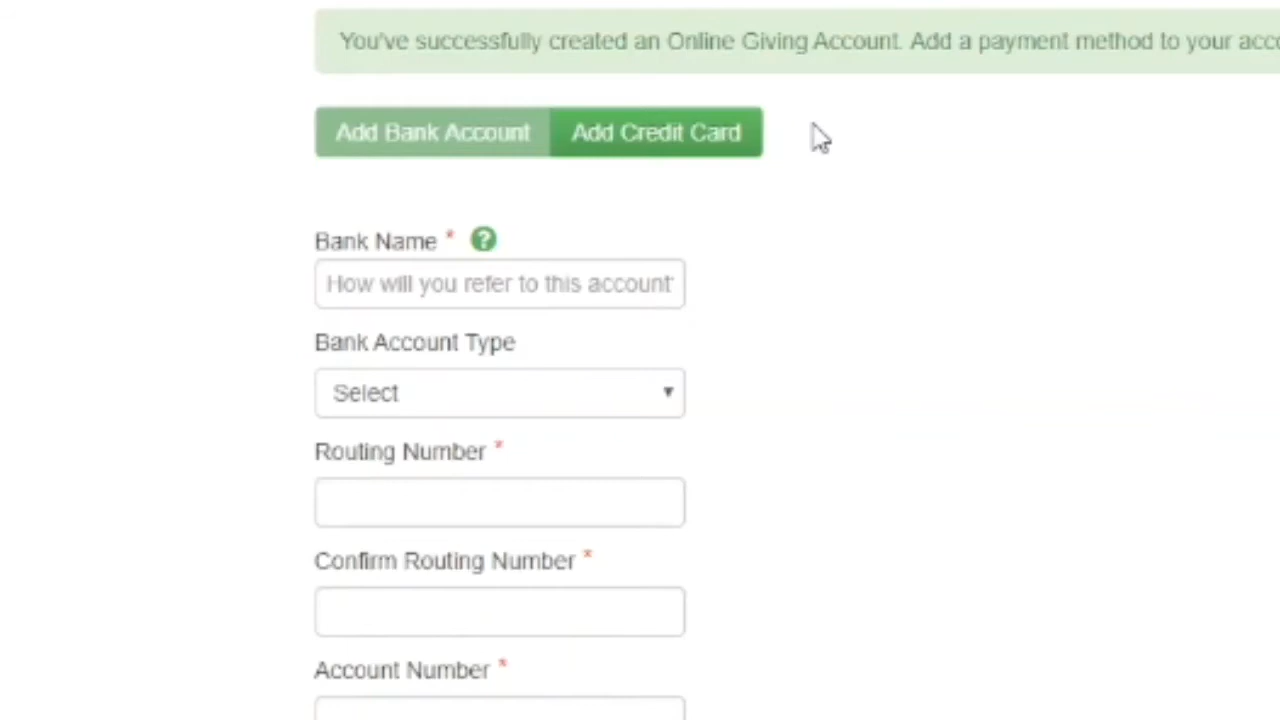 You've successfully created an Online Giving Account. Add a payment method to your
Add Bank Account Add Credit Card
Bank Name * ?
How will you refer to this account
Bank Account Type
Select
Routing Number *
Confirm Routing Number *
Account Number *